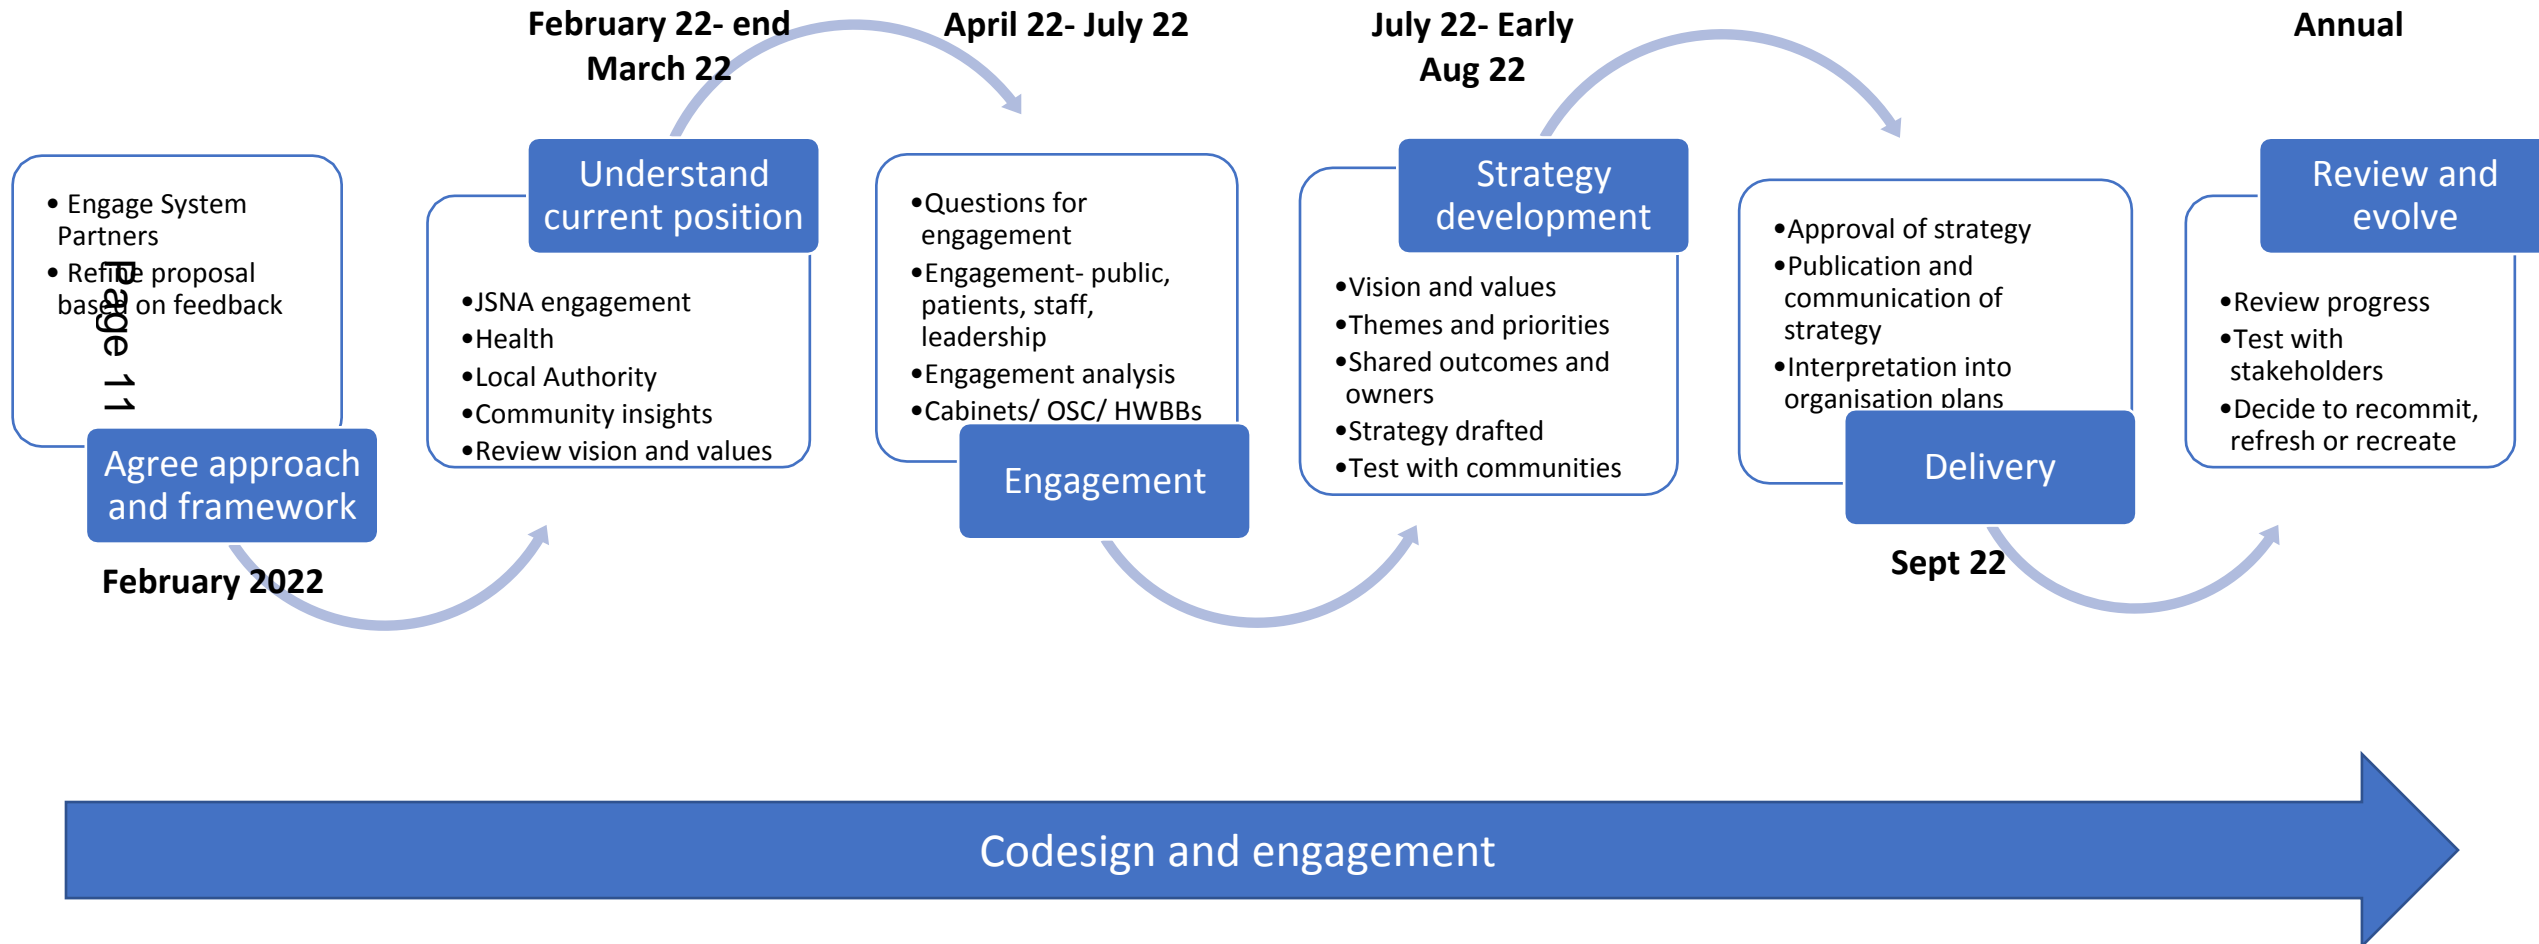 February 2022
• Engage System
Partners
• Refine proposal
based on feedback
Agree approach
and framework
Page 11
February 22- end
March 22
Understand
current position
•JSNA engagement
•Health
•Local Authority
•Community insights
•Review vision and values
April 22- July 22
•Questions for
engagement
•Engagement- public,
patients, staff,
leadership
•Engagement analysis
•Cabinets/ OSC/ HWBBs
Engagement
July 22- Early
Aug 22
Strategy
development
•Vision and values
•Themes and priorities
•Shared outcomes and
owners
•Strategy drafted
•Test with communities
•Approval of strategy
•Publication and
communication of
strategy
•Interpretation into
organisation plans
Delivery
Sept 22
Annual
Review and
evolve
•Review progress
•Test with
stakeholders
•Decide to recommit,
refresh or recreate
Codesign and engagement